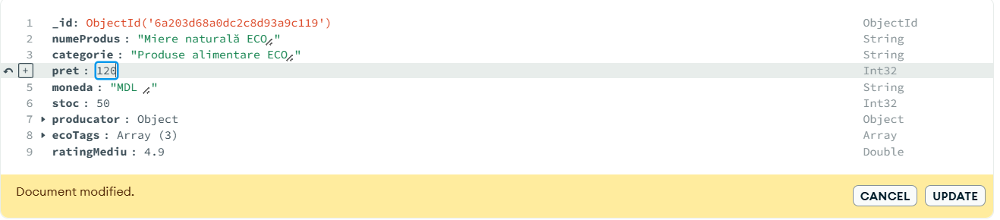 1 _id: ObjectId('6a203d68a0dc2c8d93a9c119') ObjectId
2 numeProdus : "Miere naturală ECO" String
3 categorie : "Produse alimentare ECO" String
+ pret : 120 Int32
5 moneda : "MDL " String
6 stoc : 50 Int32
7 producator : Object Object
8 ecoTags : Array (3) Array
9 ratingMediu : 4.9 Double
Document modified. CANCEL UPDATE